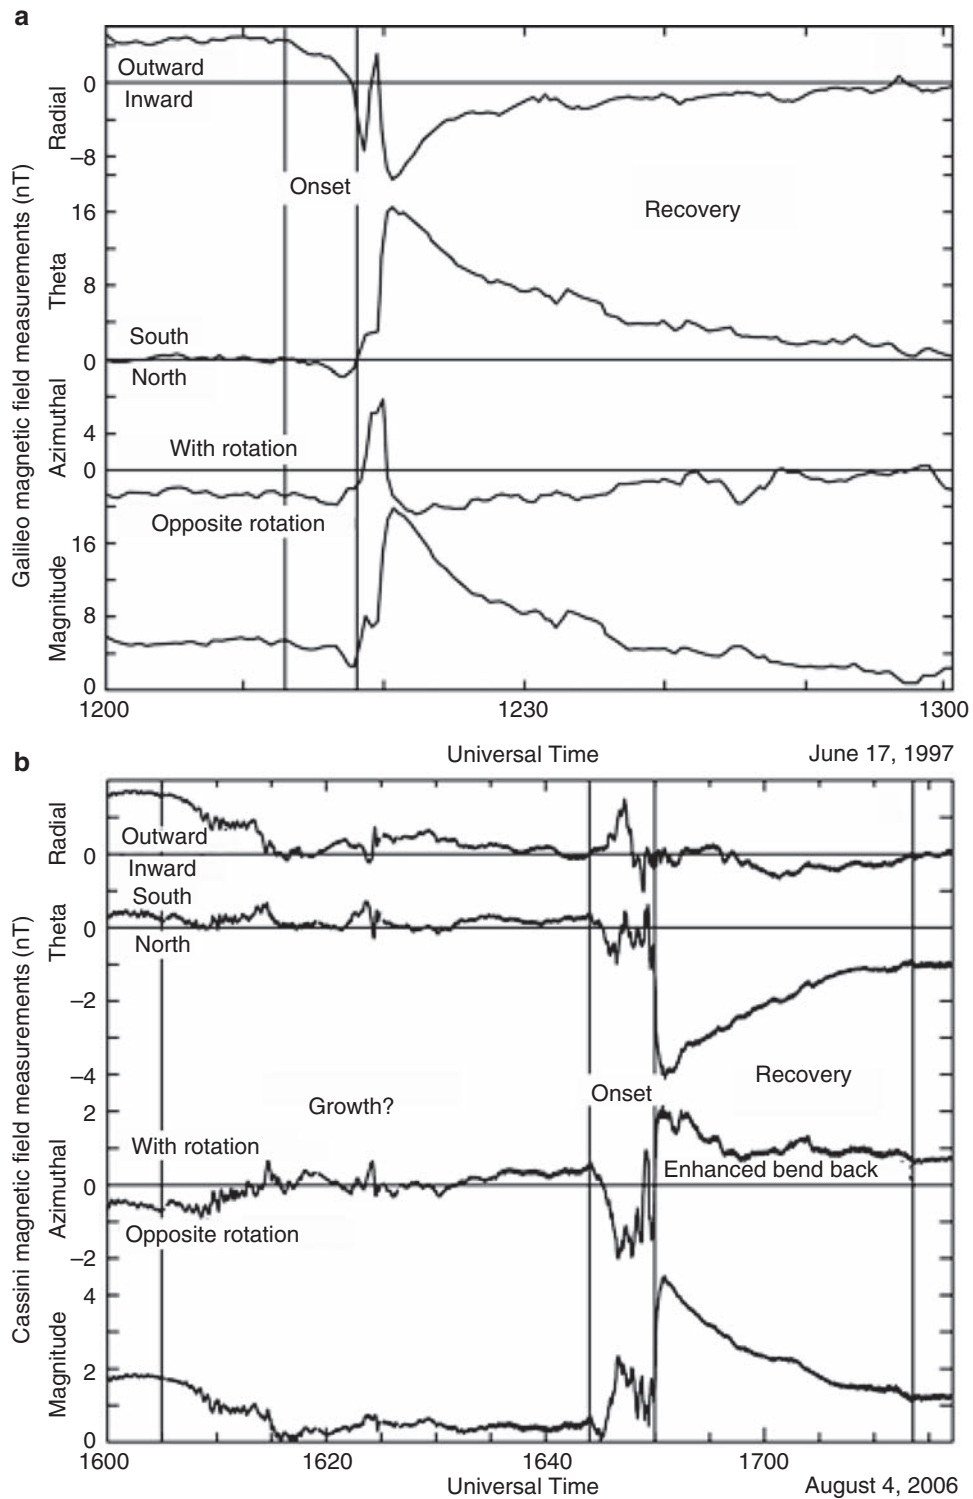 a
Galileo magnetic field measurements (nT)
Radial
Outward
0
Inward
–8
Onset
Recovery
16
Theta
8
South
0
North
Azimuthal
4
With rotation
0
Opposite rotation
16
Magnitude
8
0
1200
1230
1300
Universal Time
June 17, 1997
b
Cassini magnetic field measurements (nT)
Radial
Outward
0
Inward
South
Theta
0
North
–2
–4
Recovery
Onset
Growth?
2
With rotation
Azimuthal
Enhanced bend back
0
Opposite rotation
–2
4
Magnitude
2
0
1600
1620
1640
1700
Universal Time
August 4, 2006